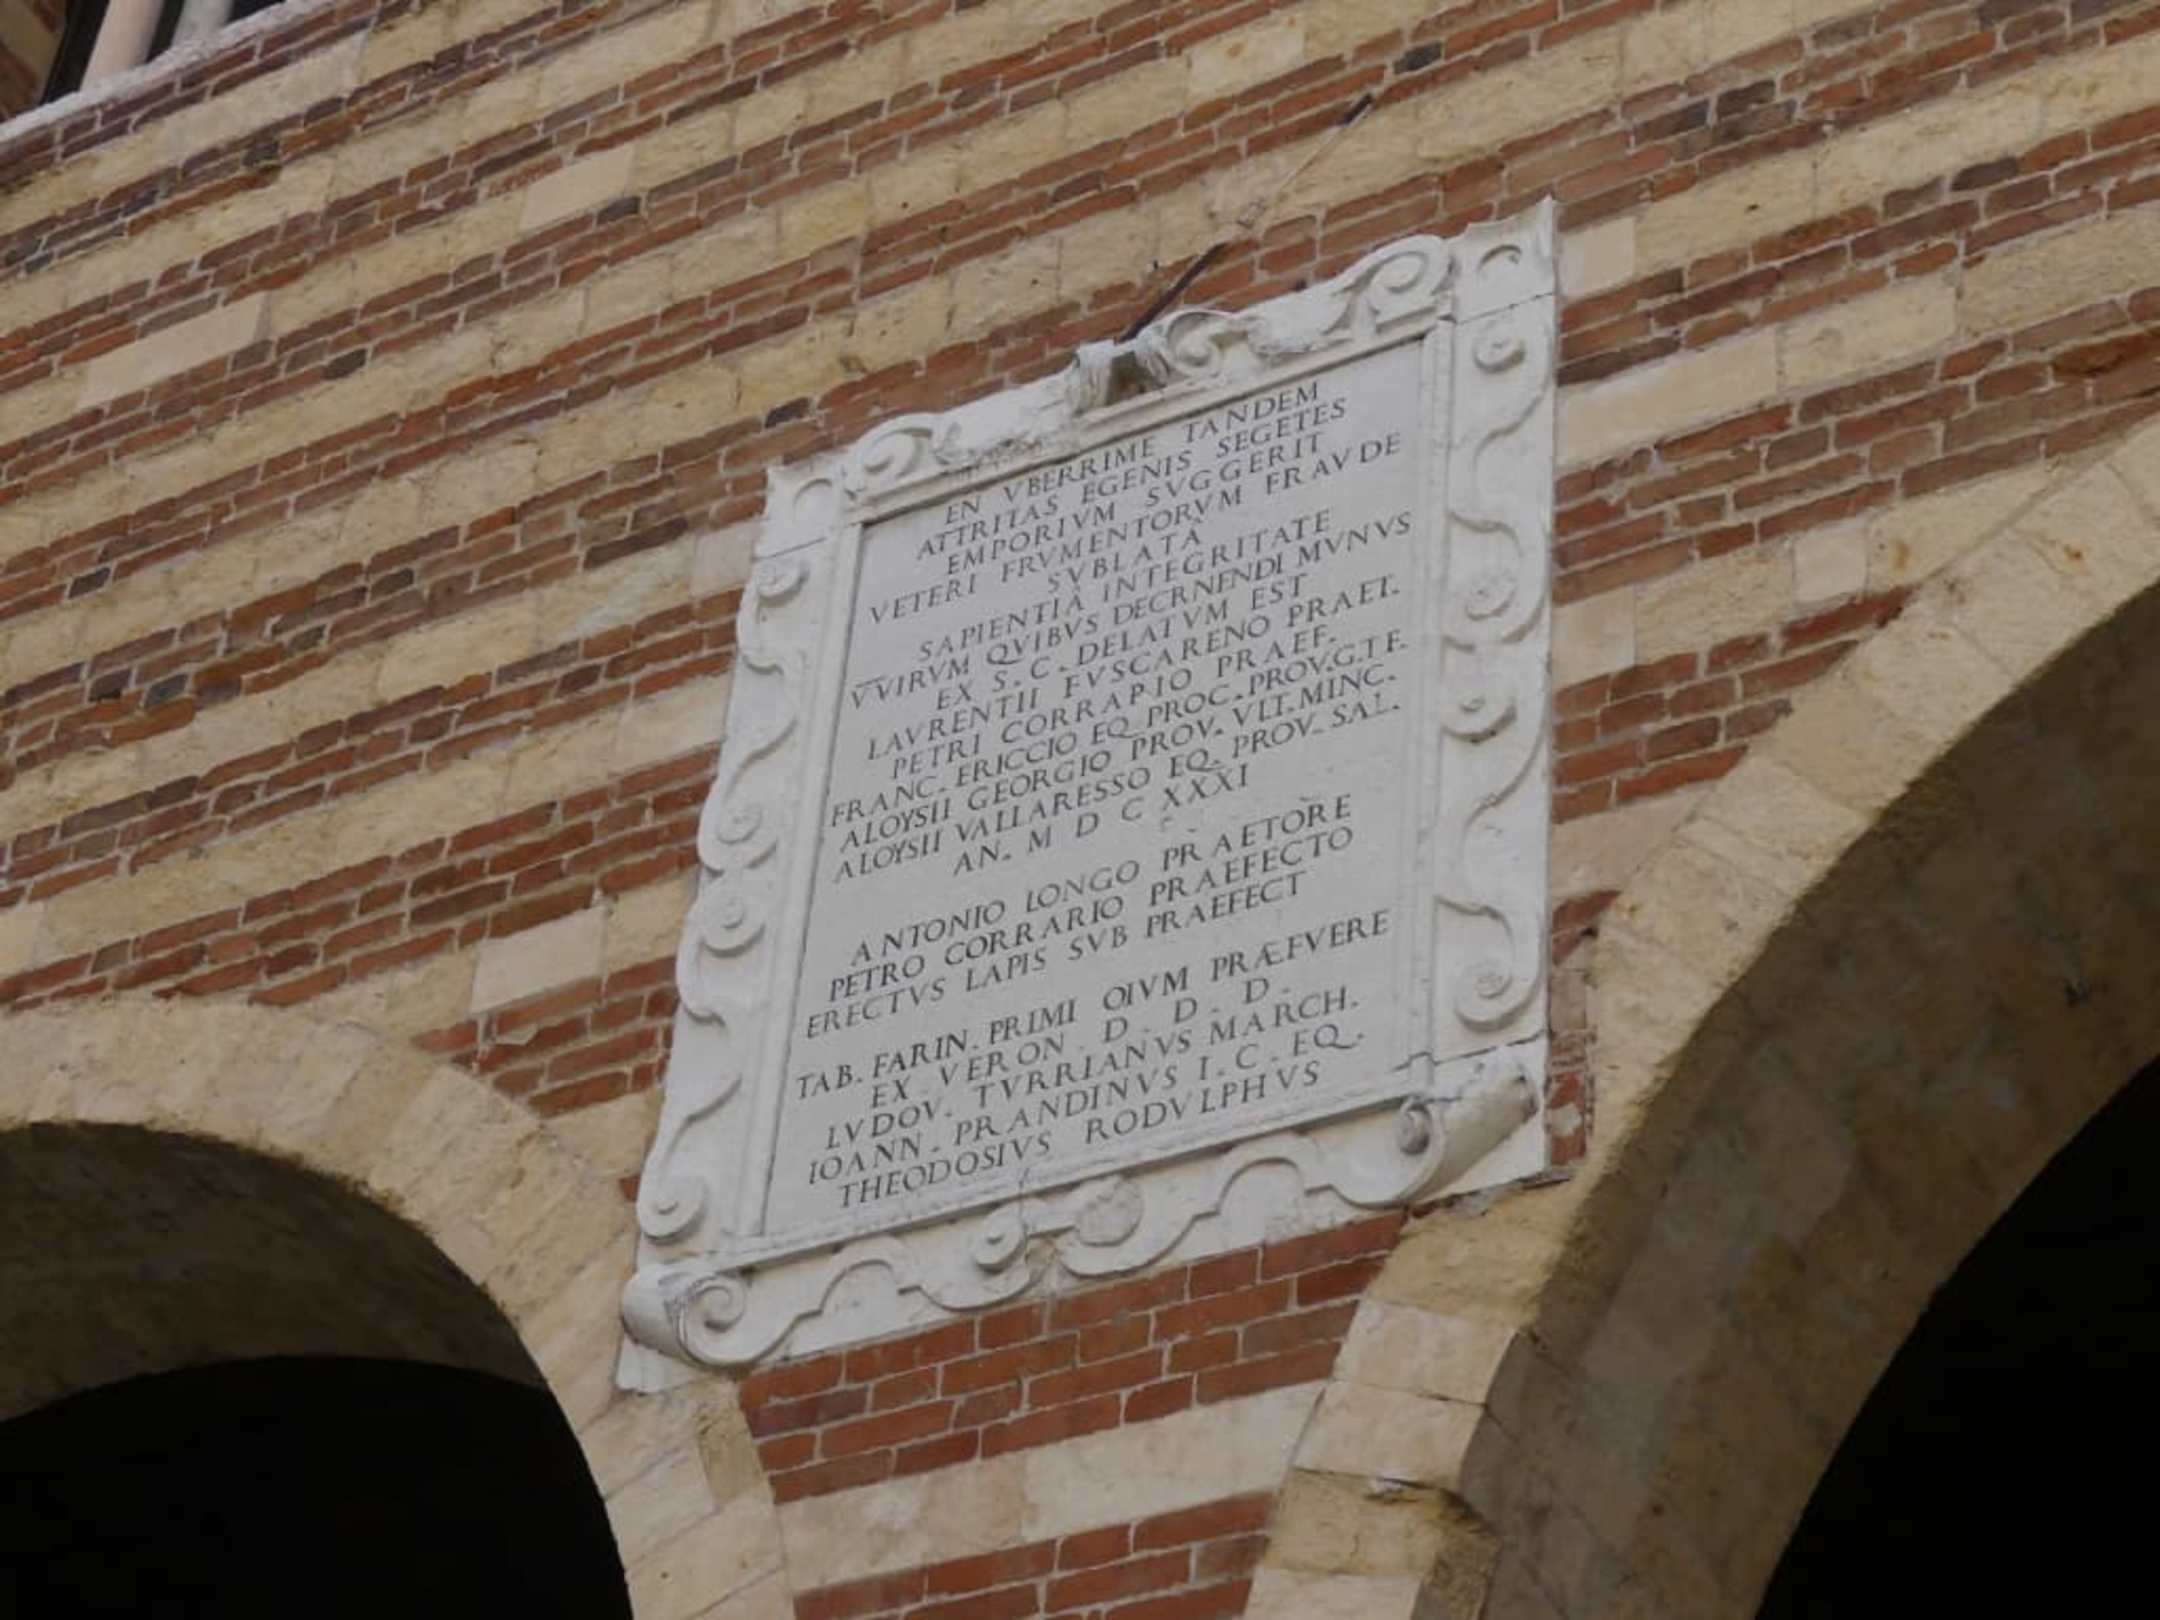 EN VBERRIME TANDEM
ATTRITAS EGENIS SEGETES
EMPORIVM SVGGERIT
VETERI FRVMENTORVM FRAVDE
SVBLATÀ
SAPIENTIÀ INTEGRITATE
VVIRVM QVIBVS DECRNENDI MVNVS
EX S. C. DELATVM EST
LAVRENTII FVSCARENO PRAET.
PETRI CORRARIO PRAEF.
FRANC. ERICCIO EQ. PROC. PROV. G. T F.
ALOYSII GEORGIO PROV. VLT. MINC.
ALOYSII VALLARESSO EQ. PROV. SAL.
AN. M D C XXXI
ANTONIO LONGO PRAETORE
PETRO CORRARIO PRAEFECTO
ERECTVS LAPIS SVB PRAEFECT
TAB. FARIN. PRIMI OIVM PRÆFVERE
EX VERON. D. D. D.
LVDOV. TVRRIANVS MARCH.
IOANN. PRANDINVS I. C. EQ.
THEODOSIVS RODVLPHVS